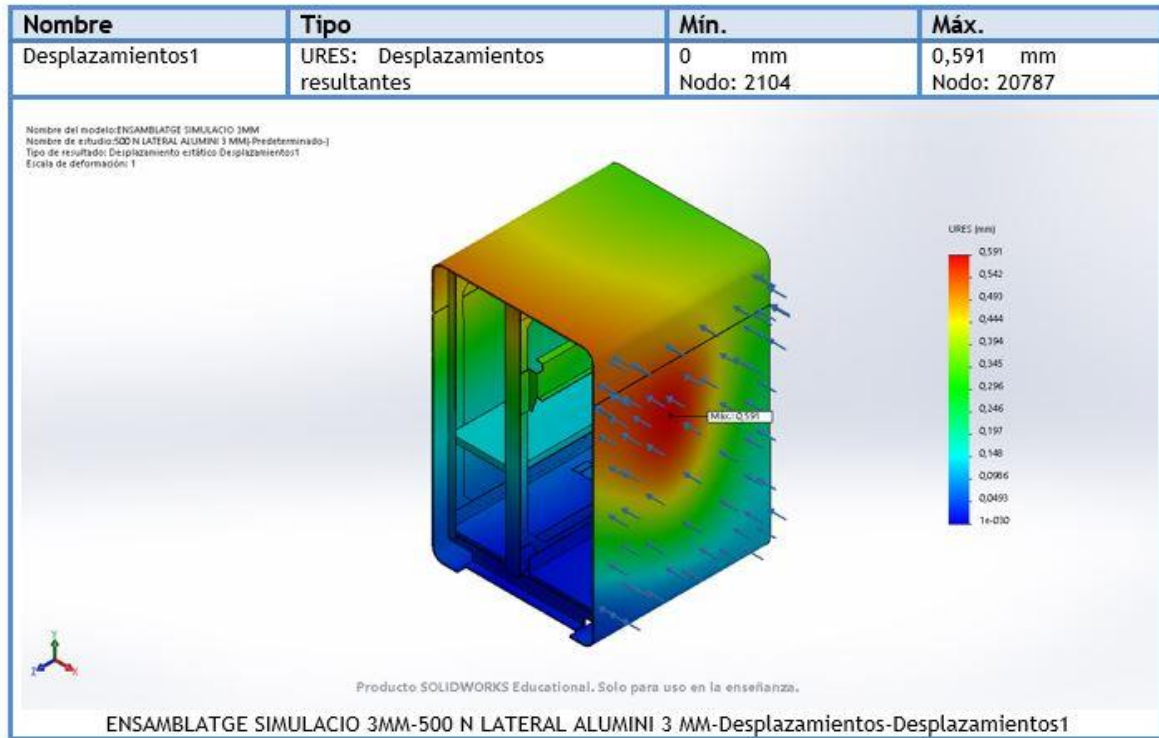 Nombre Tipo Mín. Máx.
Desplazamientos1 URES: Desplazamientos resultantes 0 mm Nodo: 2104 0,591 mm Nodo: 20787
Nombre del modelo:ENSAMBLATGE SIMULACIO 3MM
Nombre de estudio:500 N LATERAL ALUMINI 3 MM(-Predeterminado-)
Tipo de resultado: Desplazamiento estático Desplazamientos1
Escala de deformación: 1
URES (mm)
0,591
0,542
0,493
0,444
0,394
0,345
0,296
0,246
0,197
0,148
0,0986
0,0493
1e-030
Máx.: 0,591
Y
Z X
Producto SOLIDWORKS Educational. Solo para uso en la enseñanza.
ENSAMBLATGE SIMULACIO 3MM-500 N LATERAL ALUMINI 3 MM-Desplazamientos-Desplazamientos1